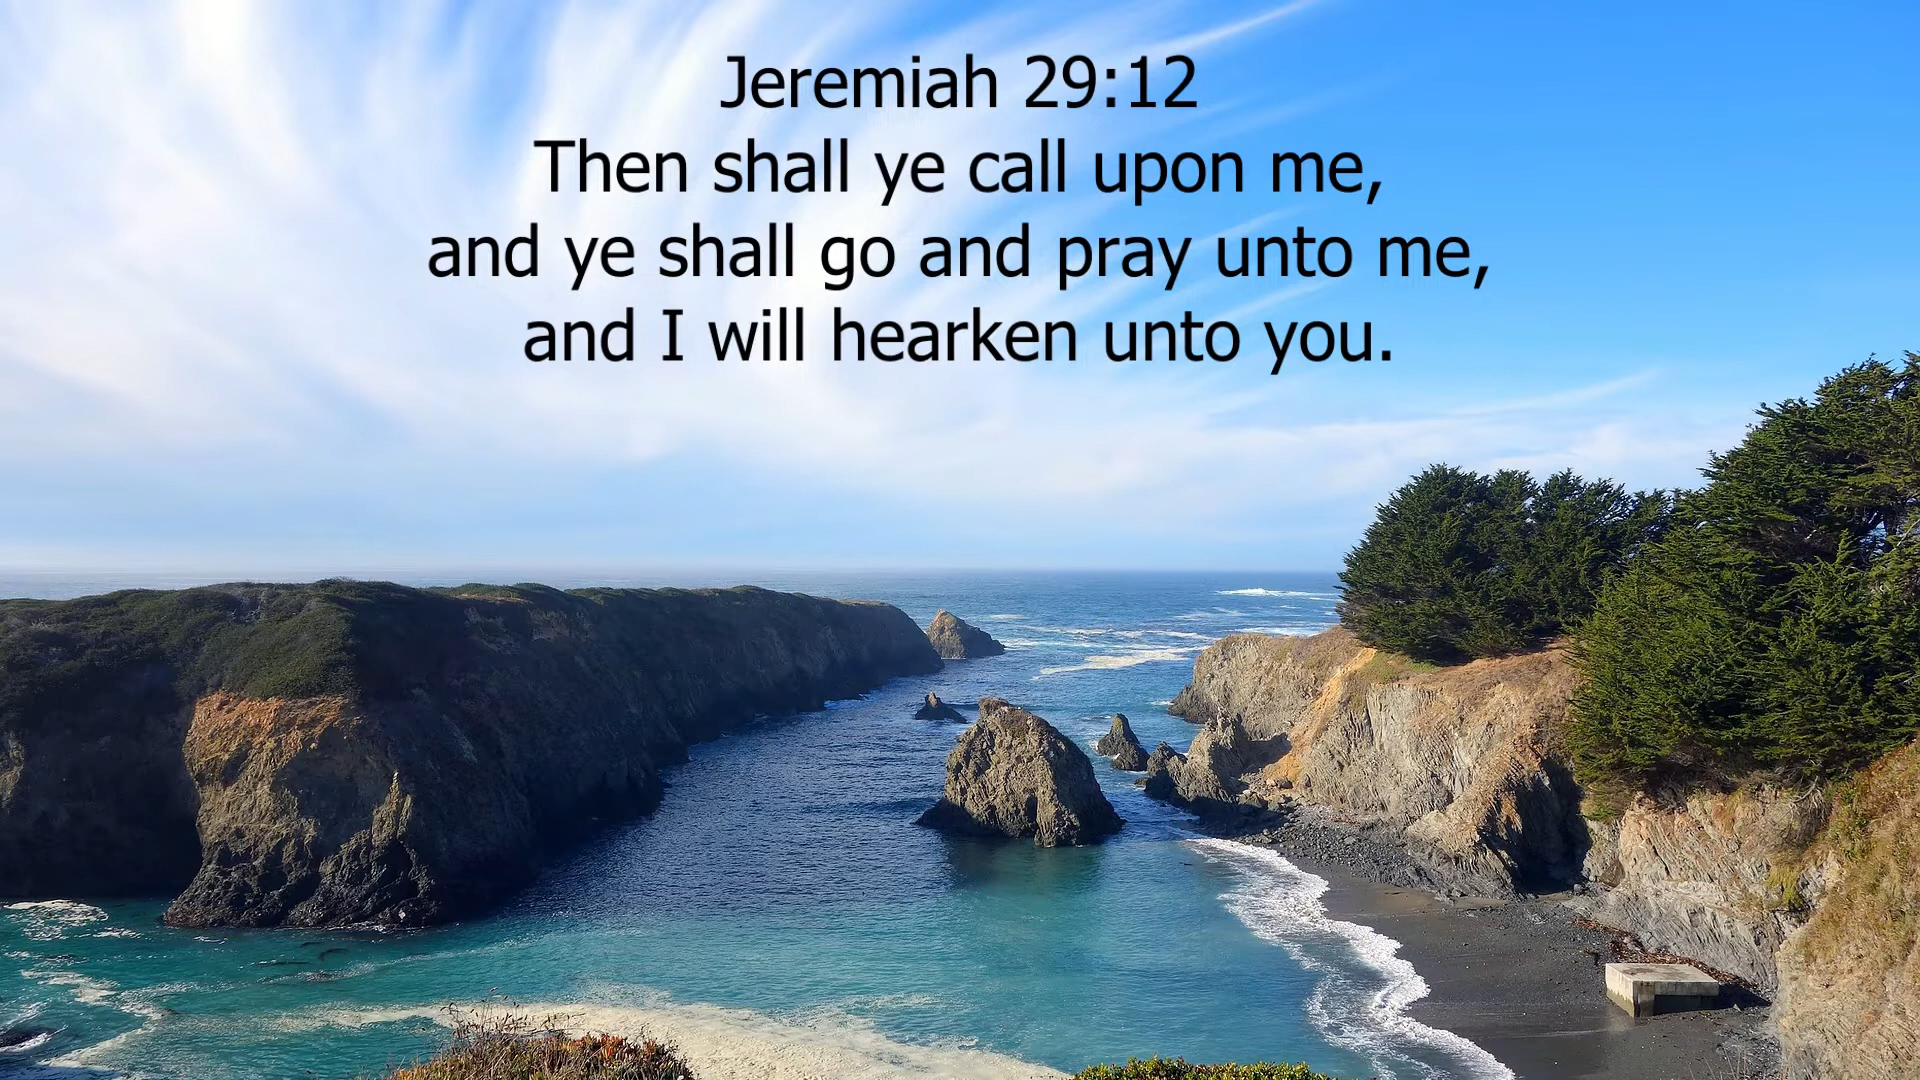 Jeremiah 29:12
Then shall ye call upon me,
and ye shall go and pray unto me,
and I will hearken unto you.